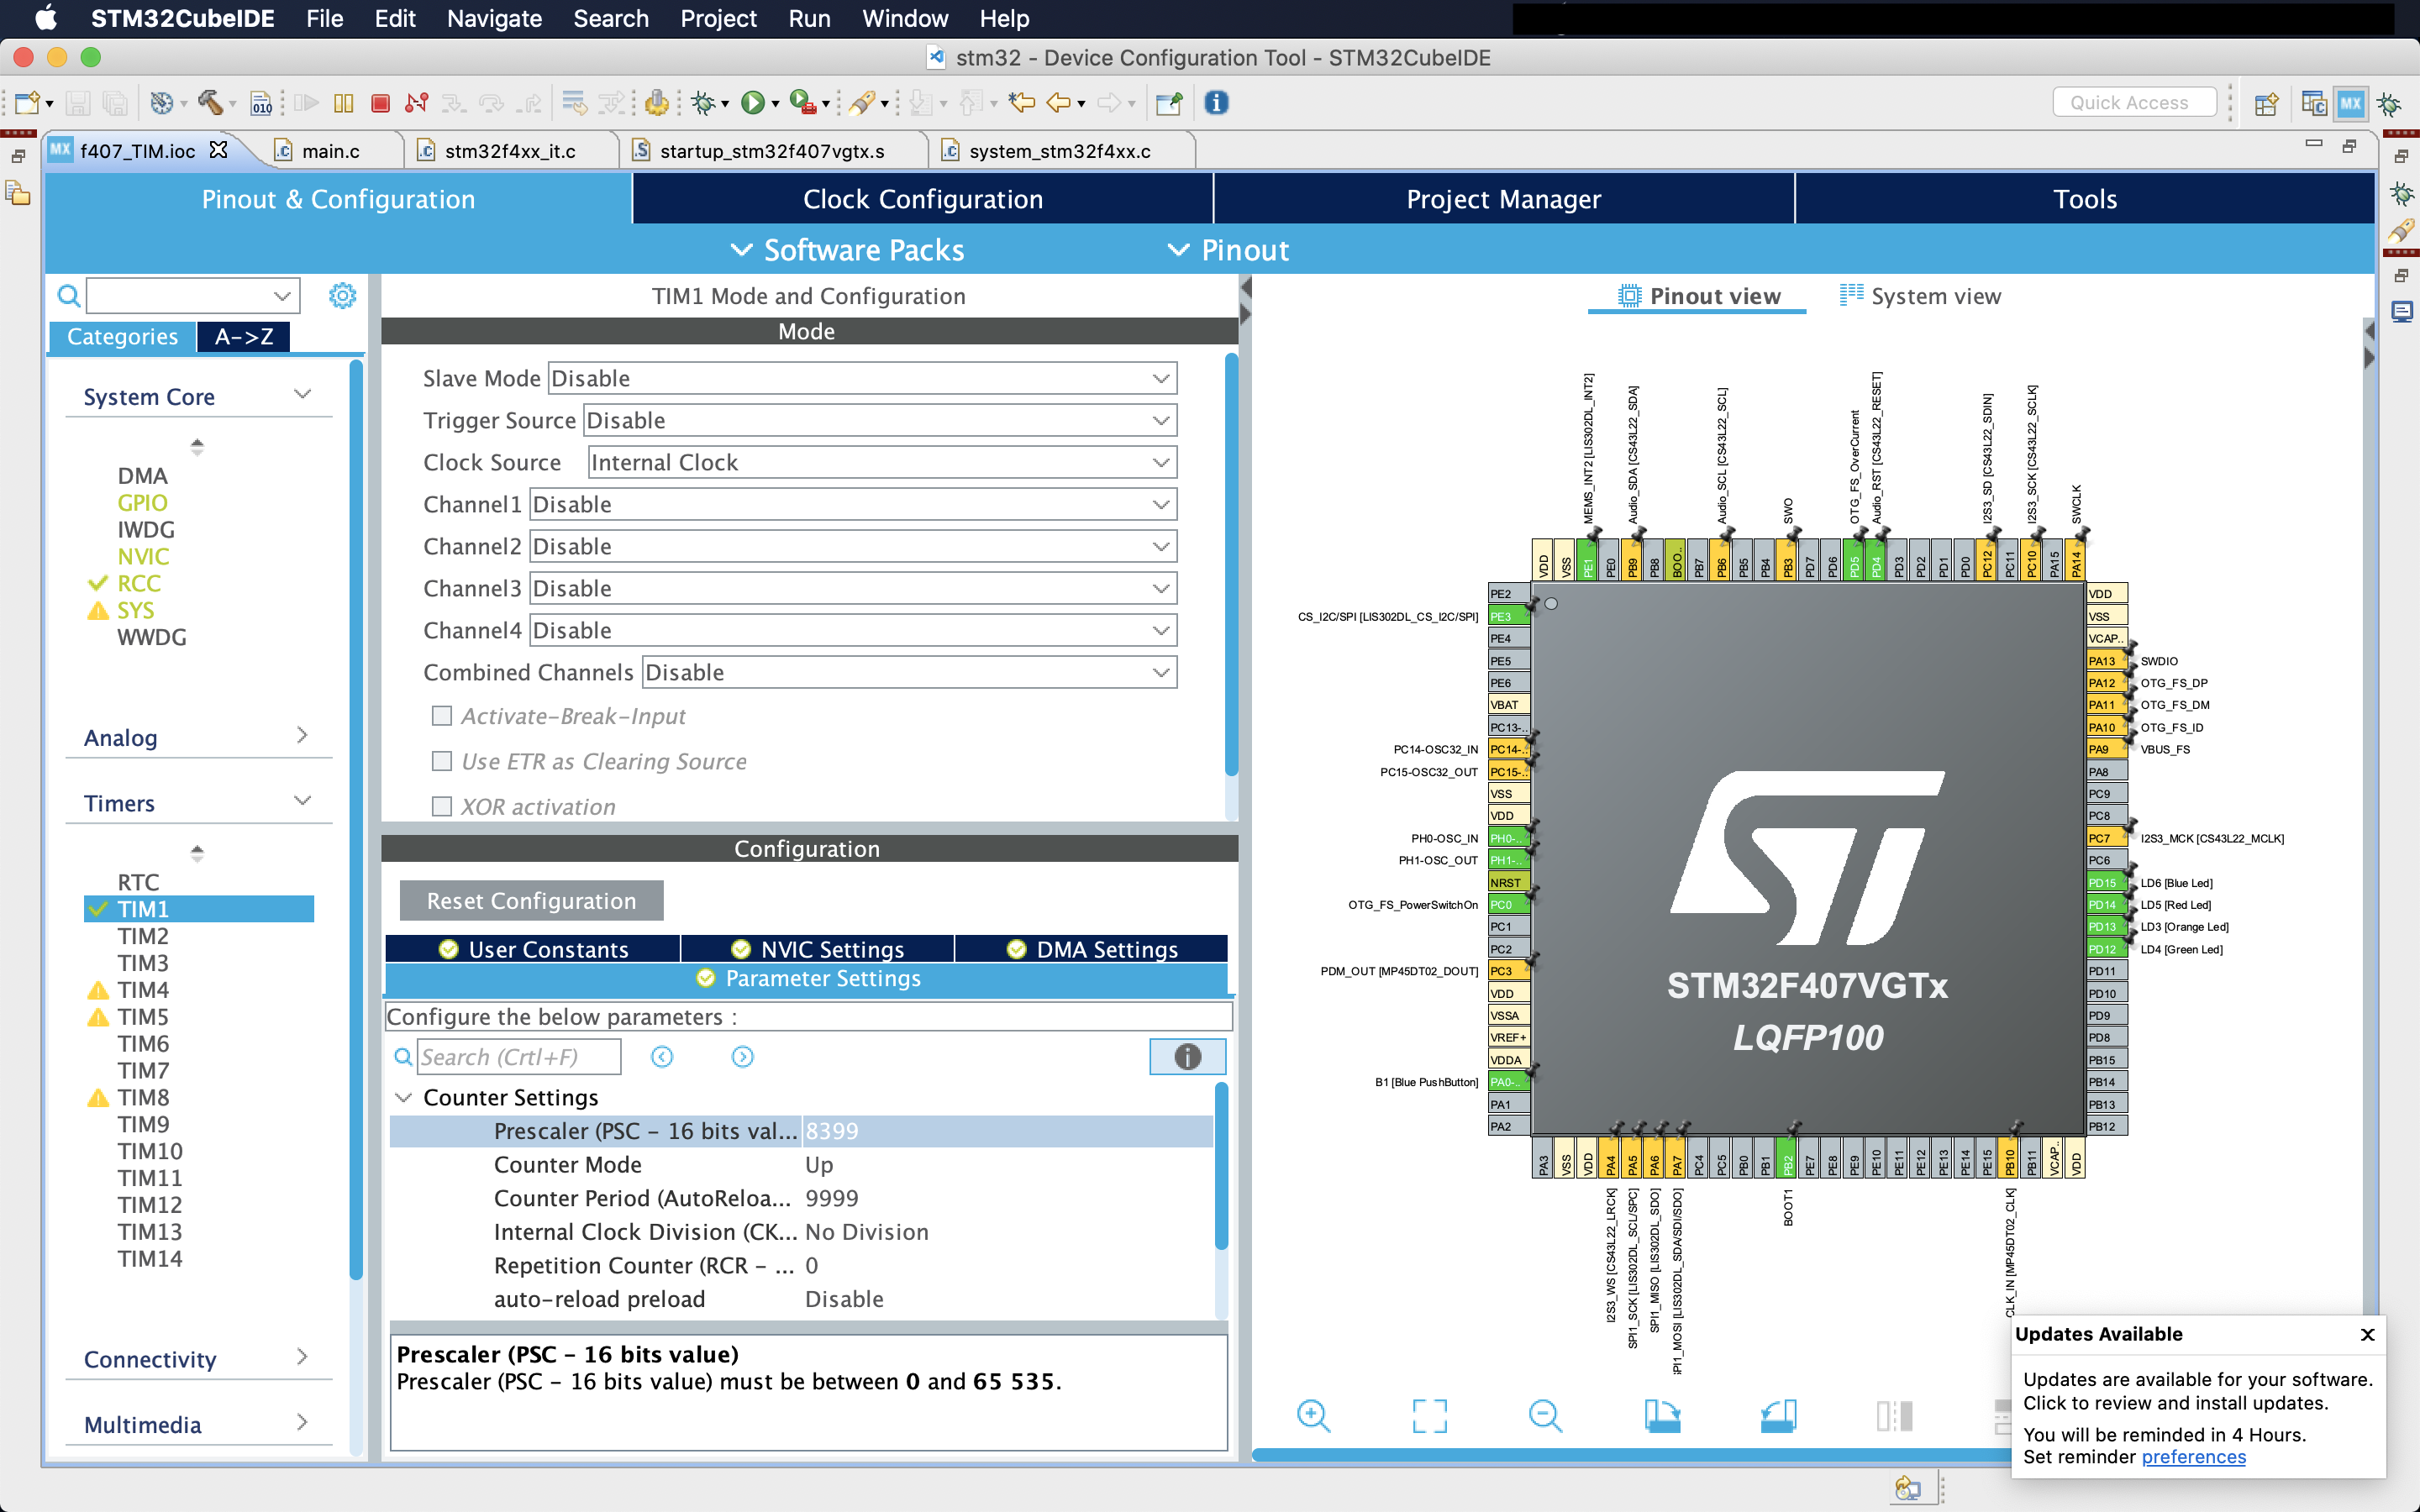 STM32CubeIDE File Edit Navigate Search Project Run Window Help
stm32 - Device Configuration Tool - STM32CubeIDE
Quick Access
MX
MX f407_TIM.ioc
main.c
stm32f4xx_it.c
startup_stm32f407vgtx.s
system_stm32f4xx.c
Pinout & Configuration
Clock Configuration
Project Manager
Tools
Software Packs
Pinout
Categories
A->Z
System Core
DMA
GPIO
IWDG
NVIC
RCC
SYS
WWDG
Analog
Timers
RTC
TIM1
TIM2
TIM3
TIM4
TIM5
TIM6
TIM7
TIM8
TIM9
TIM10
TIM11
TIM12
TIM13
TIM14
Connectivity
Multimedia
TIM1 Mode and Configuration
Mode
Slave Mode Disable
Trigger Source Disable
Clock Source Internal Clock
Channel1 Disable
Channel2 Disable
Channel3 Disable
Channel4 Disable
Combined Channels Disable
Activate-Break-Input
Use ETR as Clearing Source
XOR activation
Configuration
Reset Configuration
User Constants
NVIC Settings
DMA Settings
Parameter Settings
Configure the below parameters :
Search (Crtl+F)
Counter Settings
Prescaler (PSC - 16 bits val... 8399
Counter Mode Up
Counter Period (AutoReloa... 9999
Internal Clock Division (CK... No Division
Repetition Counter (RCR - ... 0
auto-reload preload Disable
Prescaler (PSC - 16 bits value)
Prescaler (PSC - 16 bits value) must be between 0 and 65 535.
Pinout view
System view
MEMS_INT2 [LIS302DL_INT2]
Audio_SDA [CS43L22_SDA]
Audio_SCL [CS43L22_SCL]
SWO
OTG_FS_OverCurrent
Audio_RST [CS43L22_RESET]
I2S3_SD [CS43L22_SDIN]
I2S3_SCK [CS43L22_SCLK]
SWCLK
VDD
VSS
PE1
PE0
PB9
PB8
BOO..
PB7
PB6
PB5
PB4
PB3
PD7
PD6
PD5
PD4
PD3
PD2
PD1
PD0
PC12
PC11
PC10
PA15
PA14
PE2
CS_I2C/SPI [LIS302DL_CS_I2C/SPI] PE3
PE4
PE5
PE6
VBAT
PC13-..
PC14-OSC32_IN PC14-..
PC15-OSC32_OUT PC15-..
VSS
VDD
PH0-OSC_IN PH0-..
PH1-OSC_OUT PH1-..
NRST
OTG_FS_PowerSwitchOn PC0
PC1
PC2
PDM_OUT [MP45DT02_DOUT] PC3
VDD
VSSA
VREF+
VDDA
B1 [Blue PushButton] PA0-..
PA1
PA2
STM32F407VGTx
LQFP100
VDD
VSS
VCAP..
PA13 SWDIO
PA12 OTG_FS_DP
PA11 OTG_FS_DM
PA10 OTG_FS_ID
PA9 VBUS_FS
PA8
PC9
PC8
PC7 I2S3_MCK [CS43L22_MCLK]
PC6
PD15 LD6 [Blue Led]
PD14 LD5 [Red Led]
PD13 LD3 [Orange Led]
PD12 LD4 [Green Led]
PD11
PD10
PD9
PD8
PB15
PB14
PB13
PB12
PA3
VSS
VDD
PA4
PA5
PA6
PA7
PC4
PC5
PB0
PB1
PB2
PE7
PE8
PE9
PE10
PE11
PE12
PE13
PE14
PE15
PB10
PB11
VCAP..
VDD
I2S3_WS [CS43L22_LRCK]
SPI1_SCK [LIS302DL_SCL/SPC]
SPI1_MISO [LIS302DL_SDO]
PI1_MOSI [LIS302DL_SDA/SDI/SDO]
BOOT1
CLK_IN [MP45DT02_CLK]
Updates Available
Updates are available for your software.
Click to review and install updates.
You will be reminded in 4 Hours.
Set reminder preferences